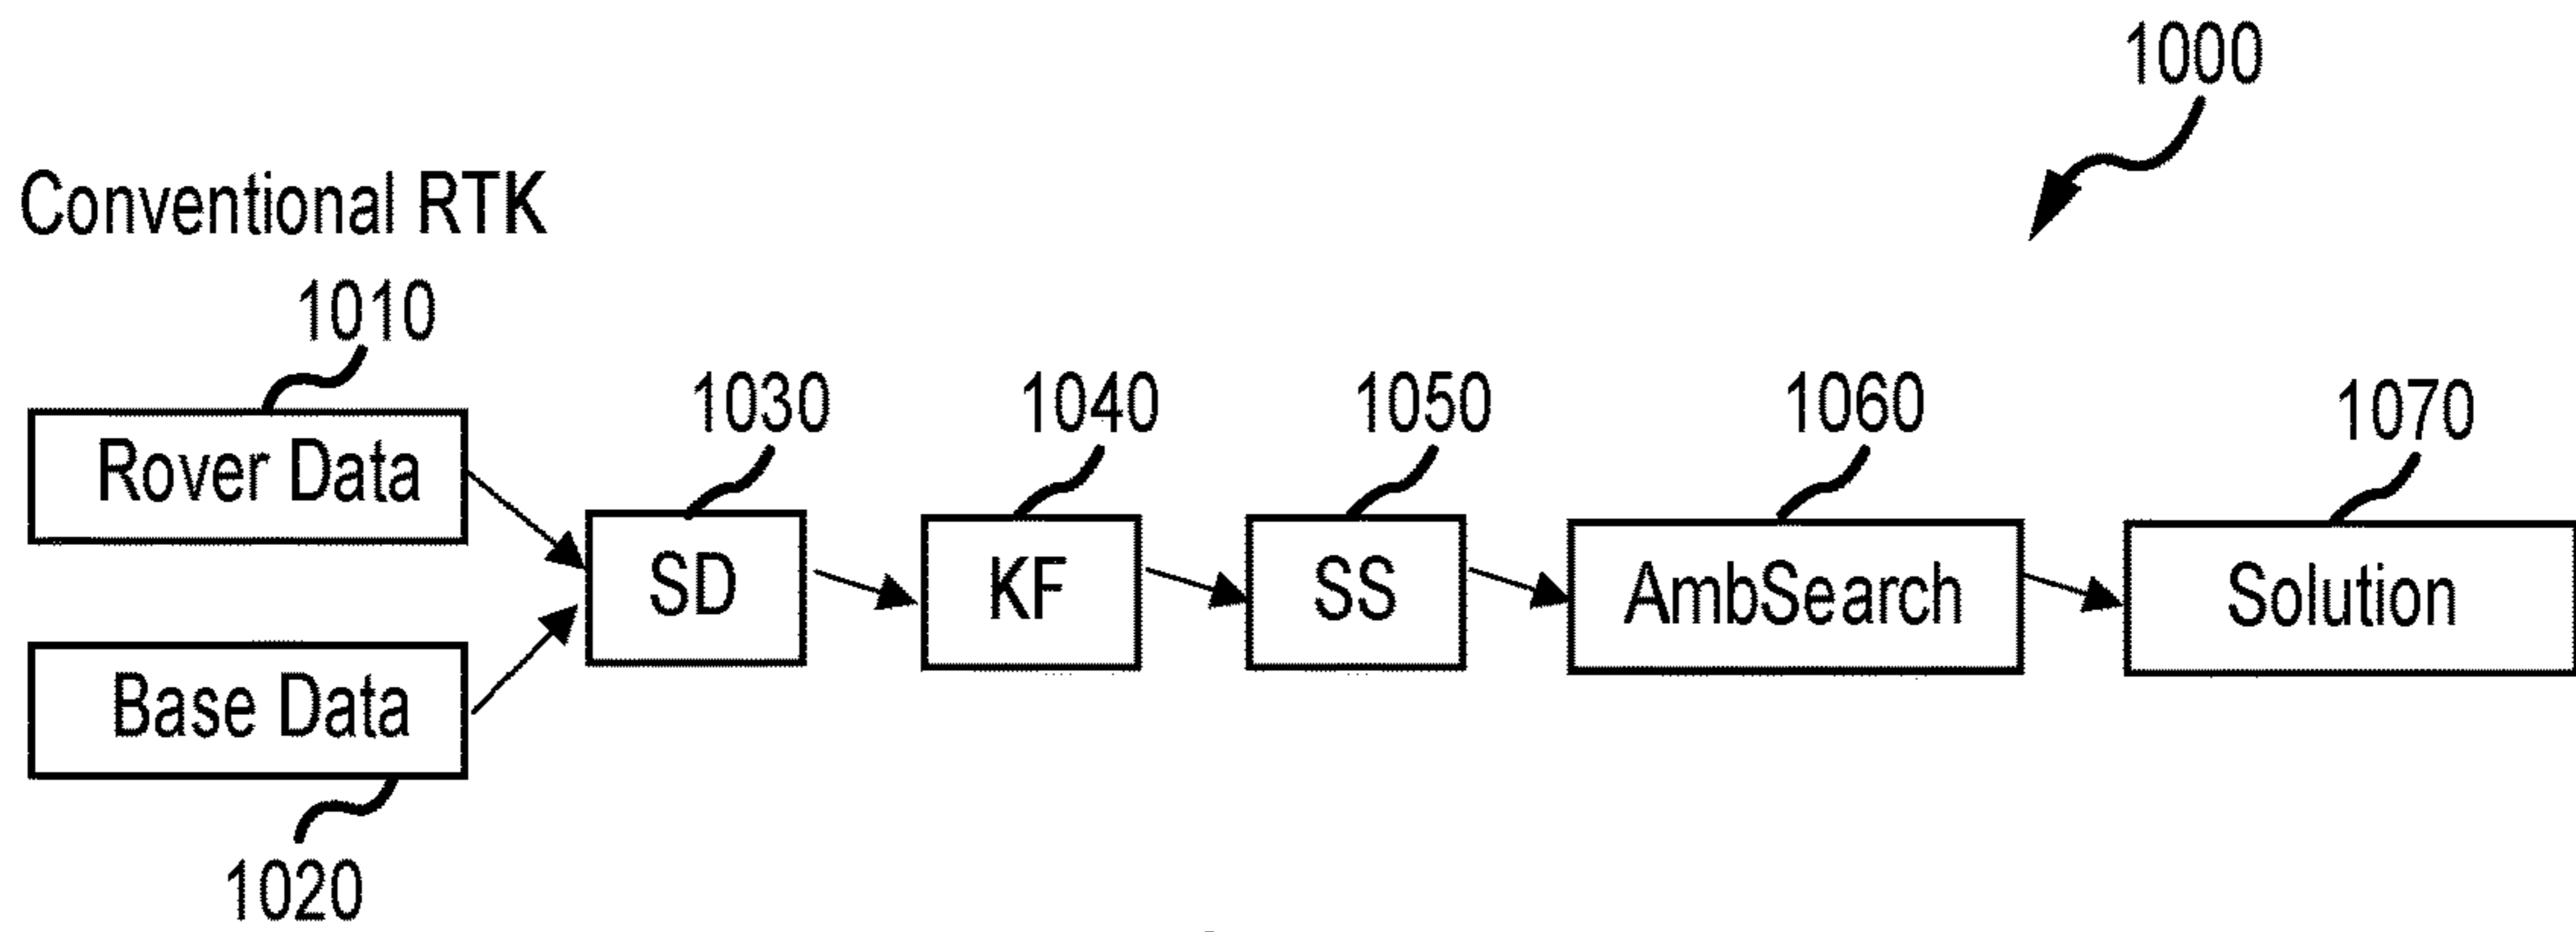 1000
Conventional RTK
1010
1030
1040
1050
1060
1070
Rover Data
SD
KF
SS
AmbSearch
Solution
Base Data
1020